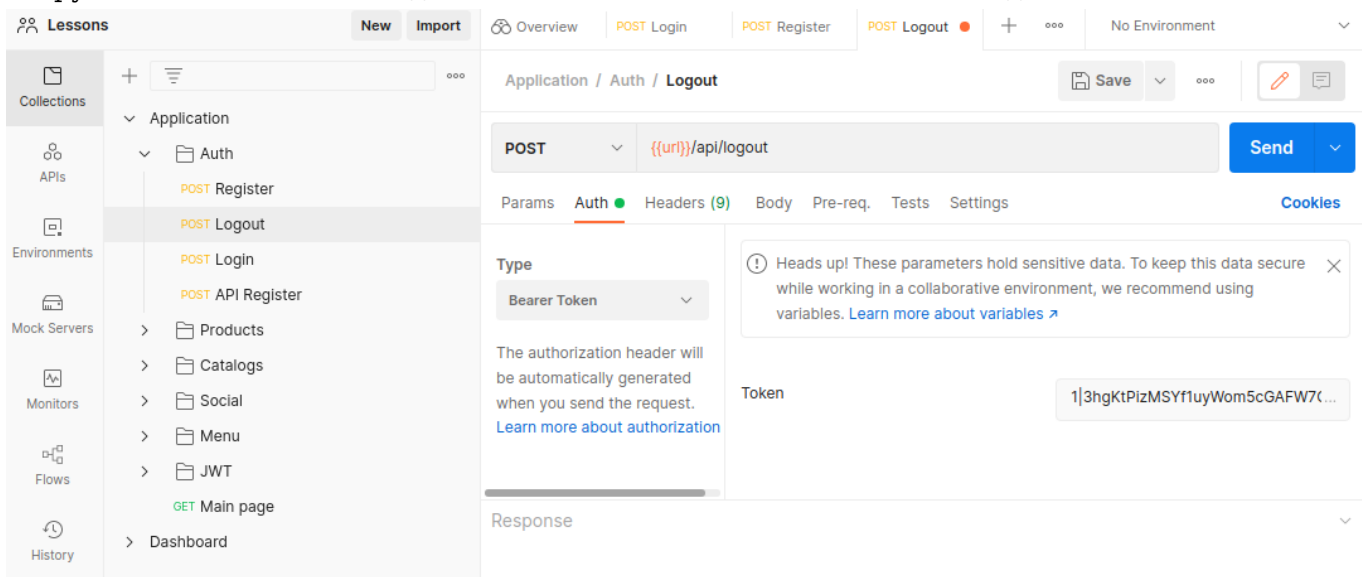 Lessons
New
Import
Overview
POST Login
POST Register
POST Logout
No Environment
Collections
APIs
Environments
Mock Servers
Monitors
Flows
History
Application
Auth
POST Register
POST Logout
POST Login
POST API Register
Products
Catalogs
Social
Menu
JWT
GET Main page
Dashboard
Application / Auth / Logout
Save
POST
{{url}}/api/logout
Send
Params
Auth
Headers (9)
Body
Pre-req.
Tests
Settings
Cookies
Type
Bearer Token
The authorization header will
be automatically generated
when you send the request.
Learn more about authorization
Heads up! These parameters hold sensitive data. To keep this data secure
while working in a collaborative environment, we recommend using
variables. Learn more about variables
Token
1|3hgKtPizMSYf1uyWom5cGAFW7(...
Response